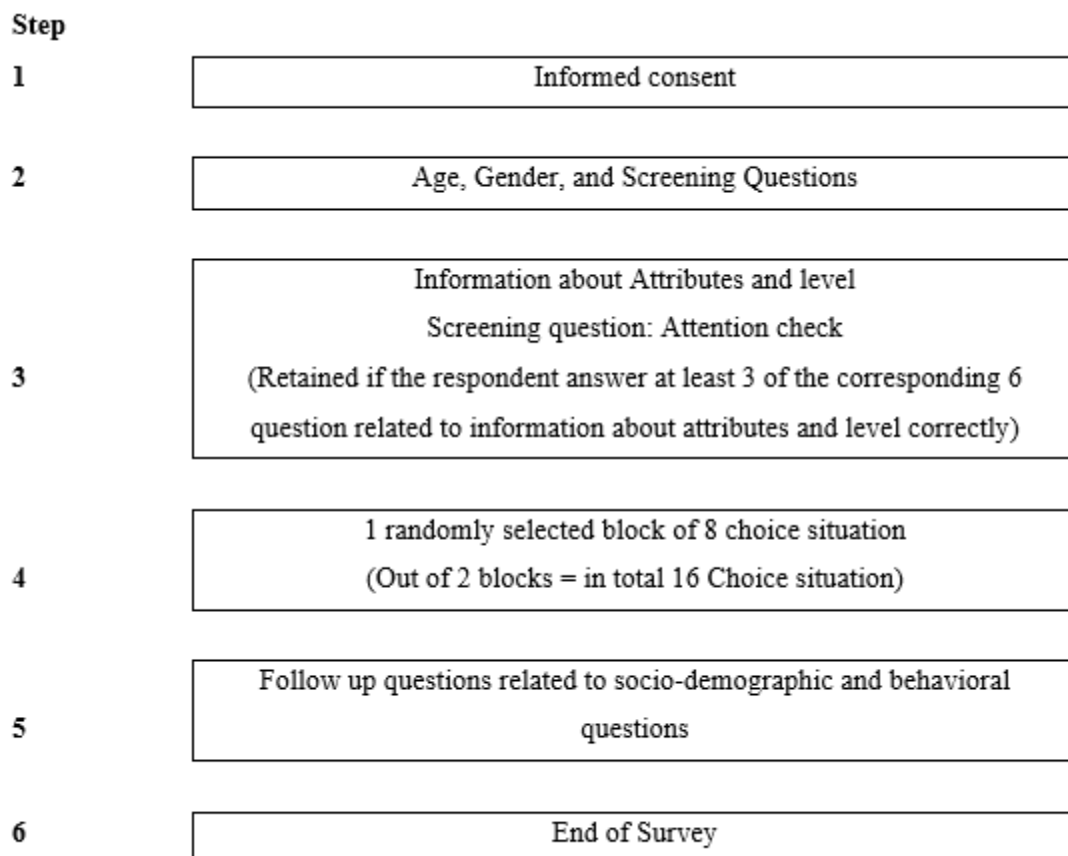 Step
1
Informed consent
2
Age, Gender, and Screening Questions
Information about Attributes and level
Screening question: Attention check
3
(Retained if the respondent answer at least 3 of the corresponding 6
question related to information about attributes and level correctly)
1 randomly selected block of 8 choice situation
4
(Out of 2 blocks = in total 16 Choice situation)
Follow up questions related to socio-demographic and behavioral
5
questions
6
End of Survey